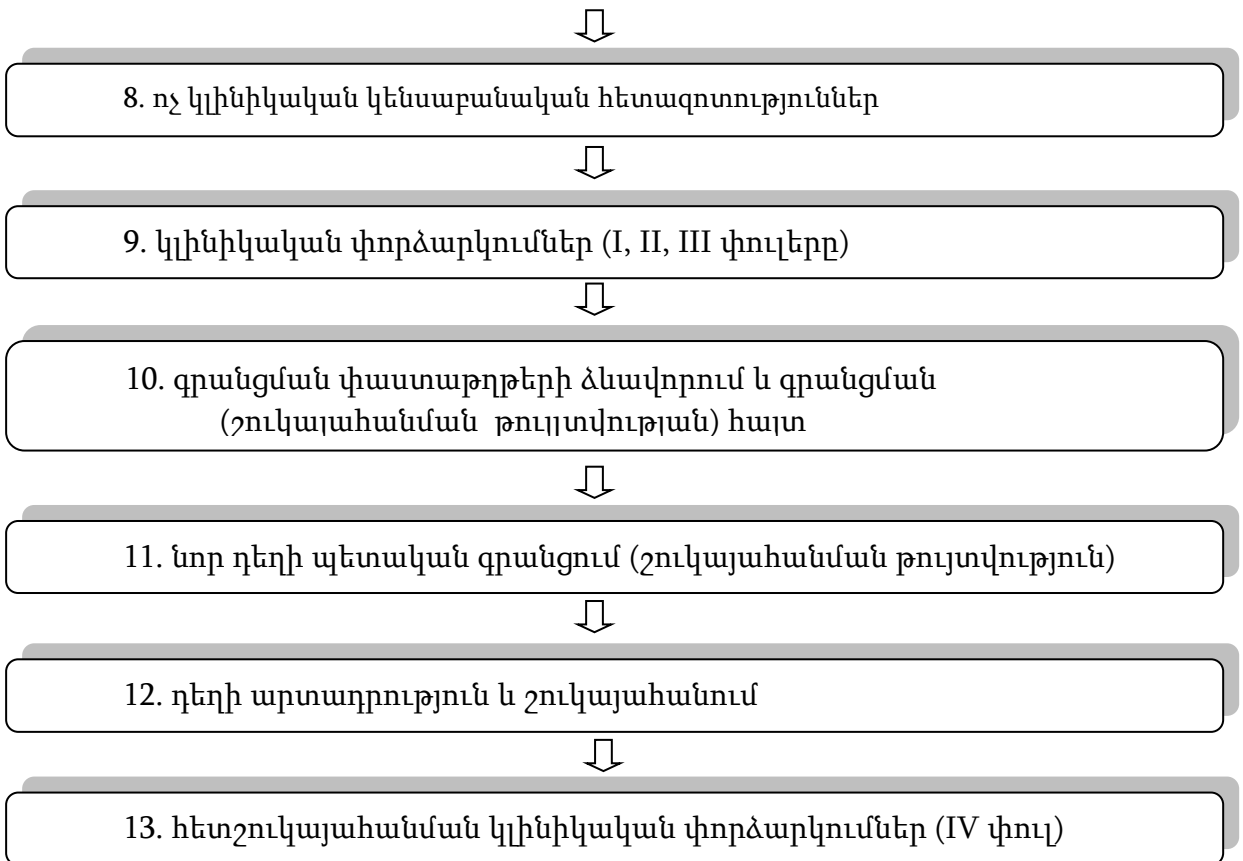 8. ոչ կլինիկական կենսաբանական հետազոտություններ
9. կլինիկական փորձարկումներ (I, II, III փուլերը)
10. գրանցման փաստաթղթերի ձևավորում և գրանցման
(շուկայահանման թույլտվության) հայտ
11. նոր դեղի պետական գրանցում (շուկայահանման թույտվություն)
12. դեղի արտադրություն և շուկայահանում
13. հետշուկայահանման կլինիկական փորձարկումներ (IV փուլ)